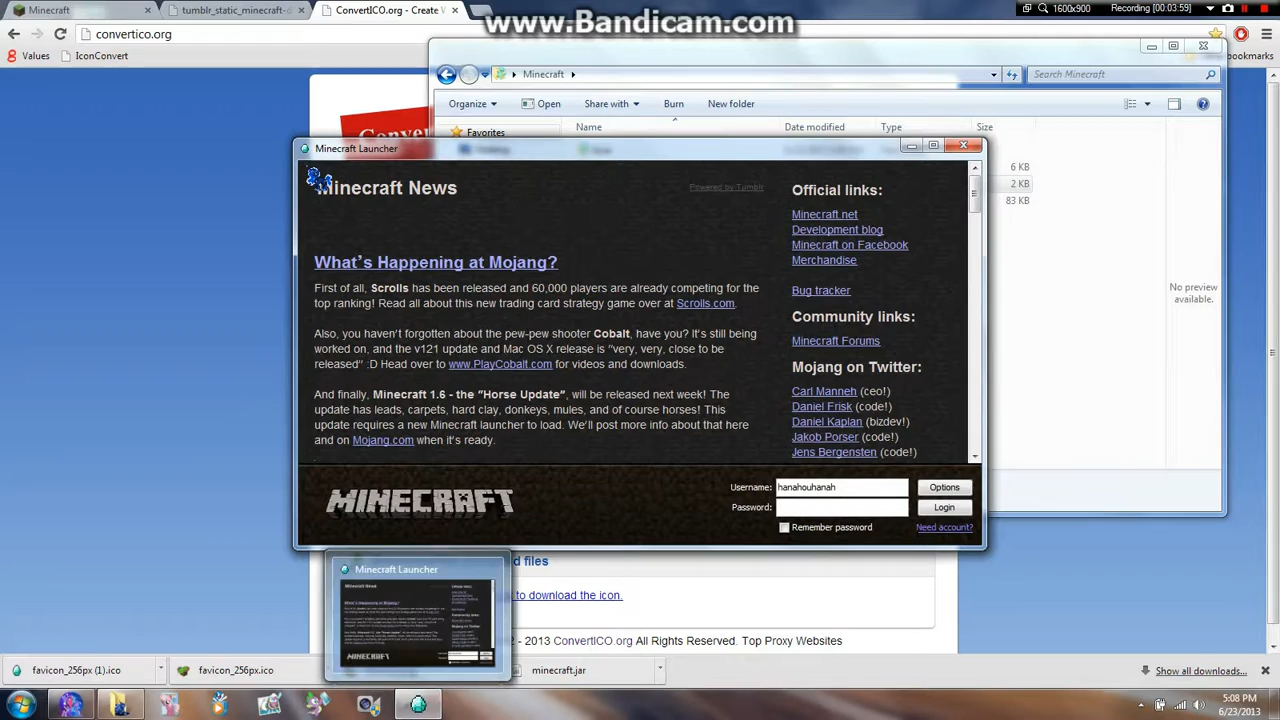 www.Bandicam.com
1600x900
Recording [00:03:59]
Minecraft
tumblr_static_minecraft-d
ConvertICO.org - Create
convertico.org
Values
IconConvert
bookmarks
Minecraft
Search Minecraft
Organize
Open
Share with
Burn
New folder
Favorites
Name
Date modified
Type
Size
6 KB
2 KB
83 KB
No preview
available.
Minecraft Launcher
Minecraft News
Powered by Tumblr
What's Happening at Mojang?
First of all, Scrolls has been released and 60,000 players are already competing for the
top ranking! Read all about this new trading card strategy game over at Scrolls.com.
Also, you haven't forgotten about the pew-pew shooter Cobalt, have you? It's still being
worked on, and the v121 update and Mac OS X release is "very, very, close to be
released" :D Head over to www.PlayCobalt.com for videos and downloads.
And finally, Minecraft 1.6 - the "Horse Update", will be released next week! The
update has leads, carpets, hard clay, donkeys, mules, and of course horses! This
update requires a new Minecraft launcher to load. We'll post more info about that here
and on Mojang.com when it's ready.
Official links:
Minecraft.net
Development blog
Minecraft on Facebook
Merchandise
Bug tracker
Community links:
Minecraft Forums
Mojang on Twitter:
Carl Manneh (ceo!)
Daniel Frisk (code!)
Daniel Kaplan (bizdev!)
Jakob Porser (code!)
Jens Bergensten (code!)
MINECRAFT
Username: hanahouhanah
Options
Password:
Login
Remember password
Need account?
Minecraft Launcher
files
to download the icon.
ConvertICO.org All Rights Reserved. Top
favicon_256px.ico
minecraft.jar
Show all downloads...
5:08 PM
6/23/2013